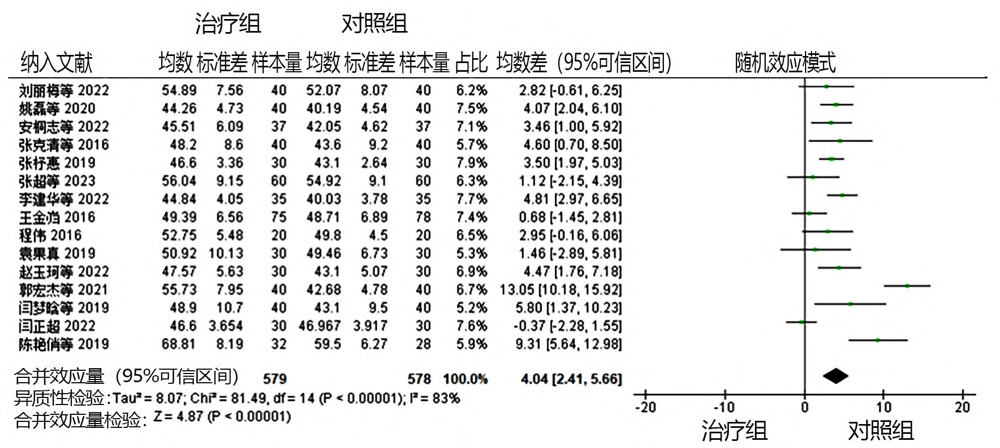 治疗组 对照组
纳入文献 均数 标准差 样本量 均数 标准差 样本量 占比 均数差（95%可信区间） 随机效应模式
刘丽梅等 2022 54.89 7.56 40 52.07 8.07 40 6.2% 2.82 [-0.61, 6.25]
姚磊等 2020 44.26 4.73 40 40.19 4.54 40 7.5% 4.07 [2.04, 6.10]
安桐志等 2022 45.51 6.09 37 42.05 4.62 37 7.1% 3.46 [1.00, 5.92]
张克清等 2016 48.2 8.6 40 43.6 9.2 40 5.7% 4.60 [0.70, 8.50]
张杍惠 2019 46.6 3.36 30 43.1 2.64 30 7.9% 3.50 [1.97, 5.03]
张超等 2023 56.04 9.15 60 54.92 9.1 60 6.3% 1.12 [-2.15, 4.39]
李建华等 2022 44.84 4.05 35 40.03 3.78 35 7.7% 4.81 [2.97, 6.65]
王金 2016 49.39 6.56 75 48.71 6.89 78 7.4% 0.68 [-1.45, 2.81]
程伟 2016 52.75 5.48 20 49.8 4.5 20 6.5% 2.95 [-0.16, 6.06]
袁果真 2019 50.92 10.13 30 49.46 6.73 30 5.3% 1.46 [-2.89, 5.81]
赵玉珂等 2022 47.57 5.63 30 43.1 5.07 30 6.9% 4.47 [1.76, 7.18]
郭宏杰等 2021 55.73 7.95 40 42.68 4.78 40 6.7% 13.05 [10.18, 15.92]
闫梦晗等 2019 48.9 10.7 40 43.1 9.5 40 5.2% 5.80 [1.37, 10.23]
闫正超 2022 46.6 3.654 30 46.967 3.917 30 7.6% -0.37 [-2.28, 1.55]
陈艳俏等 2019 68.81 8.19 32 59.5 6.27 28 5.9% 9.31 [5.64, 12.98]
合并效应量（95%可信区间） 579 578 100.0% 4.04 [2.41, 5.66]
异质性检验：Tau² = 8.07; Chi² = 81.49, df = 14 (P < 0.00001); I² = 83%
合并效应量检验：Z = 4.87 (P < 0.00001)
-20 -10 0 10 20
治疗组 对照组